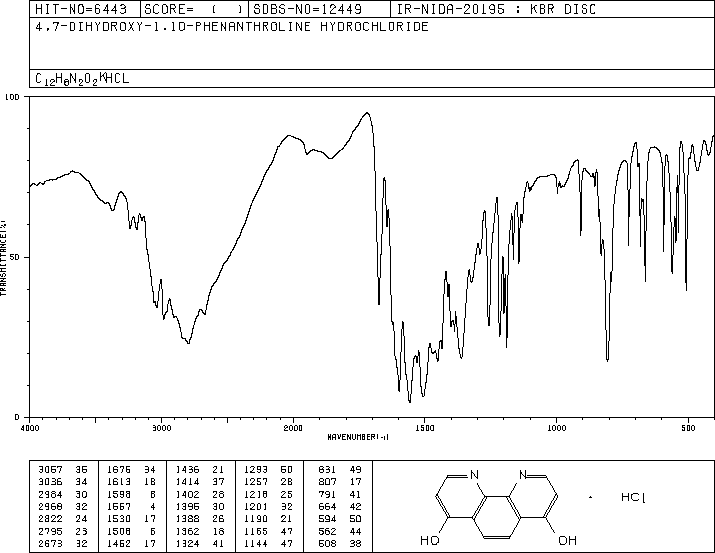 HIT-NO=6443 SCORE= ( ) SDBS-NO=12449 IR-NIDA-20195 : KBR DISC
4,7-DIHYDROXY-1,10-PHENANTHROLINE HYDROCHLORIDE
C12H8N2O2·HCL
100
50
0
TRANSMITTANCE(%)
4000 3000 2000 1500 1000 500
WAVENUMBER(-1)
3067 35 1676 34 1436 21 1293 50 831 49
3036 34 1613 18 1414 37 1257 28 807 17
2984 30 1598 8 1402 28 1218 25 791 41
2968 32 1557 4 1395 30 1201 32 664 42
2822 24 1530 17 1388 26 1190 21 594 50
2795 23 1508 6 1362 18 1165 47 562 44
2673 32 1462 17 1324 41 1144 47 508 38
N N
· HCl
HO OH